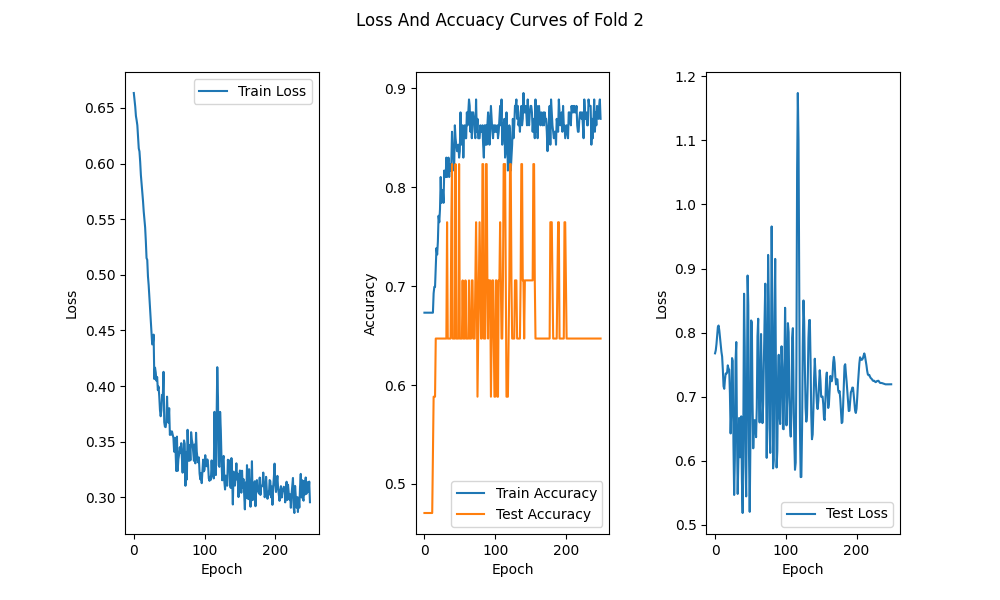 Loss And Accuacy Curves of Fold 2
Train Loss
0.65
0.60
0.55
0.50
0.45
0.40
0.35
0.30
Loss
0
100
200
Epoch
0.9
0.8
0.7
0.6
0.5
Accuracy
Train Accuracy
Test Accuracy
0
100
200
Epoch
1.2
1.1
1.0
0.9
0.8
0.7
0.6
0.5
Loss
Test Loss
0
100
200
Epoch